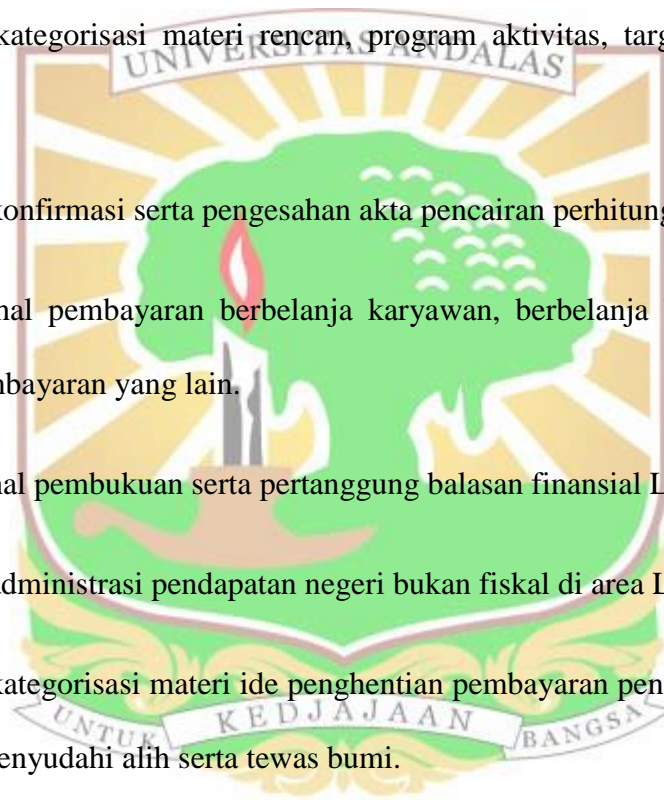 kategorisasi materi rencan, program aktivitas, targ
UNIVERSITAS ANDALAS
konfirmasi serta pengesahan akta pencairan perhitung
nal pembayaran berbelanja karyawan, berbelanja
mbayaran yang lain.
nal pembukuan serta pertanggung balasan finansial L
administrasi pendapatan negeri bukan fiskal di area L
kategorisasi materi ide penghentian pembayaran pen
enyudahi alih serta tewas bumi.
UNTUK KEDJAJAAN BANGSA